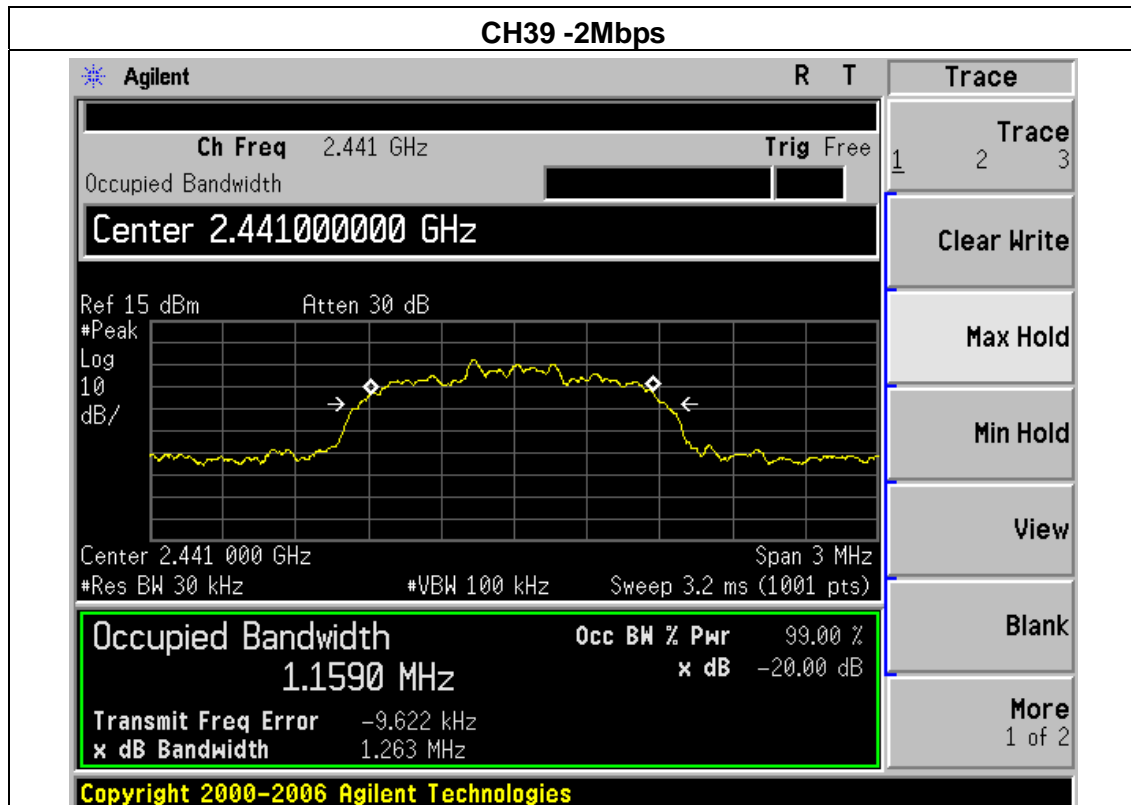 CH39 -2Mbps
Agilent R T
Ch Freq 2.441 GHz Trig Free
Occupied Bandwidth
Center 2.441000000 GHz
Ref 15 dBm Atten 30 dB
#Peak
Log
10
dB/
Center 2.441 000 GHz Span 3 MHz
#Res BW 30 kHz #VBW 100 kHz Sweep 3.2 ms (1001 pts)
Occupied Bandwidth
1.1590 MHz
Occ BW % Pwr 99.00 %
x dB -20.00 dB
Transmit Freq Error -9.622 kHz
x dB Bandwidth 1.263 MHz
Copyright 2000-2006 Agilent Technologies
Trace
Trace
1 2 3
Clear Write
Max Hold
Min Hold
View
Blank
More
1 of 2